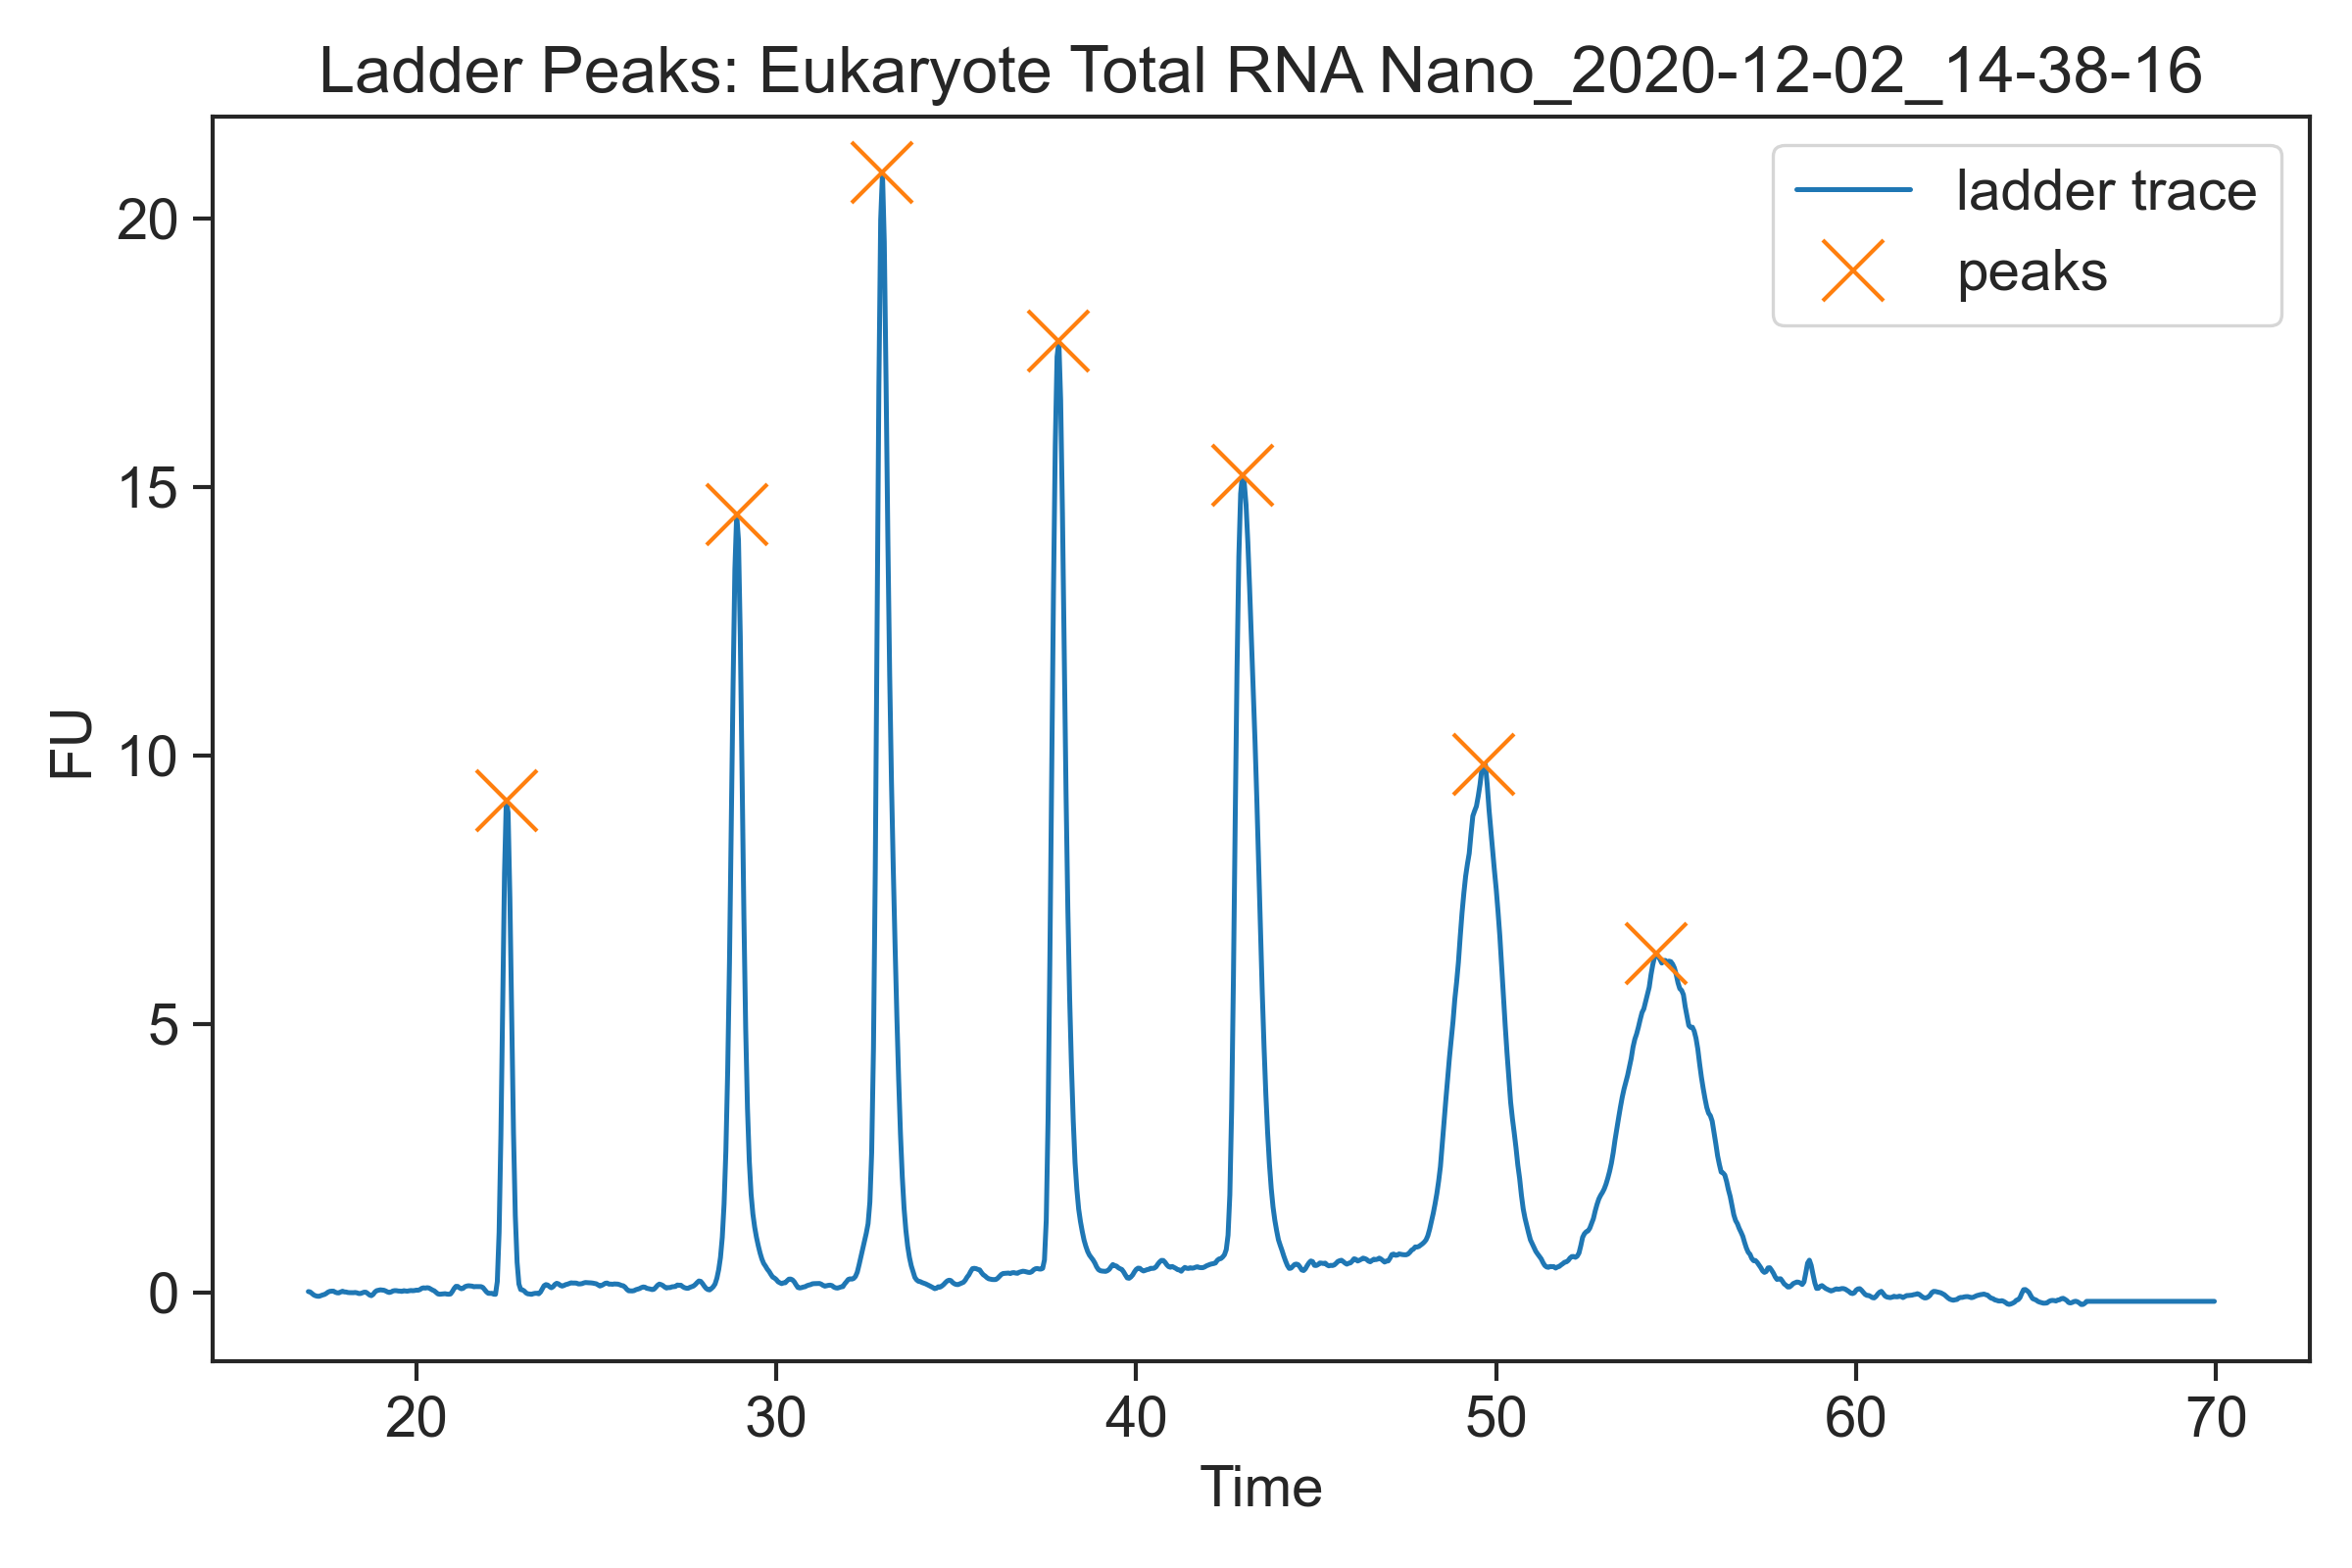 Ladder Peaks: Eukaryote Total RNA Nano_2020-12-02_14-38-16
ladder trace
peaks
FU
20
15
10
5
0
20 30 40 50 60 70
Time